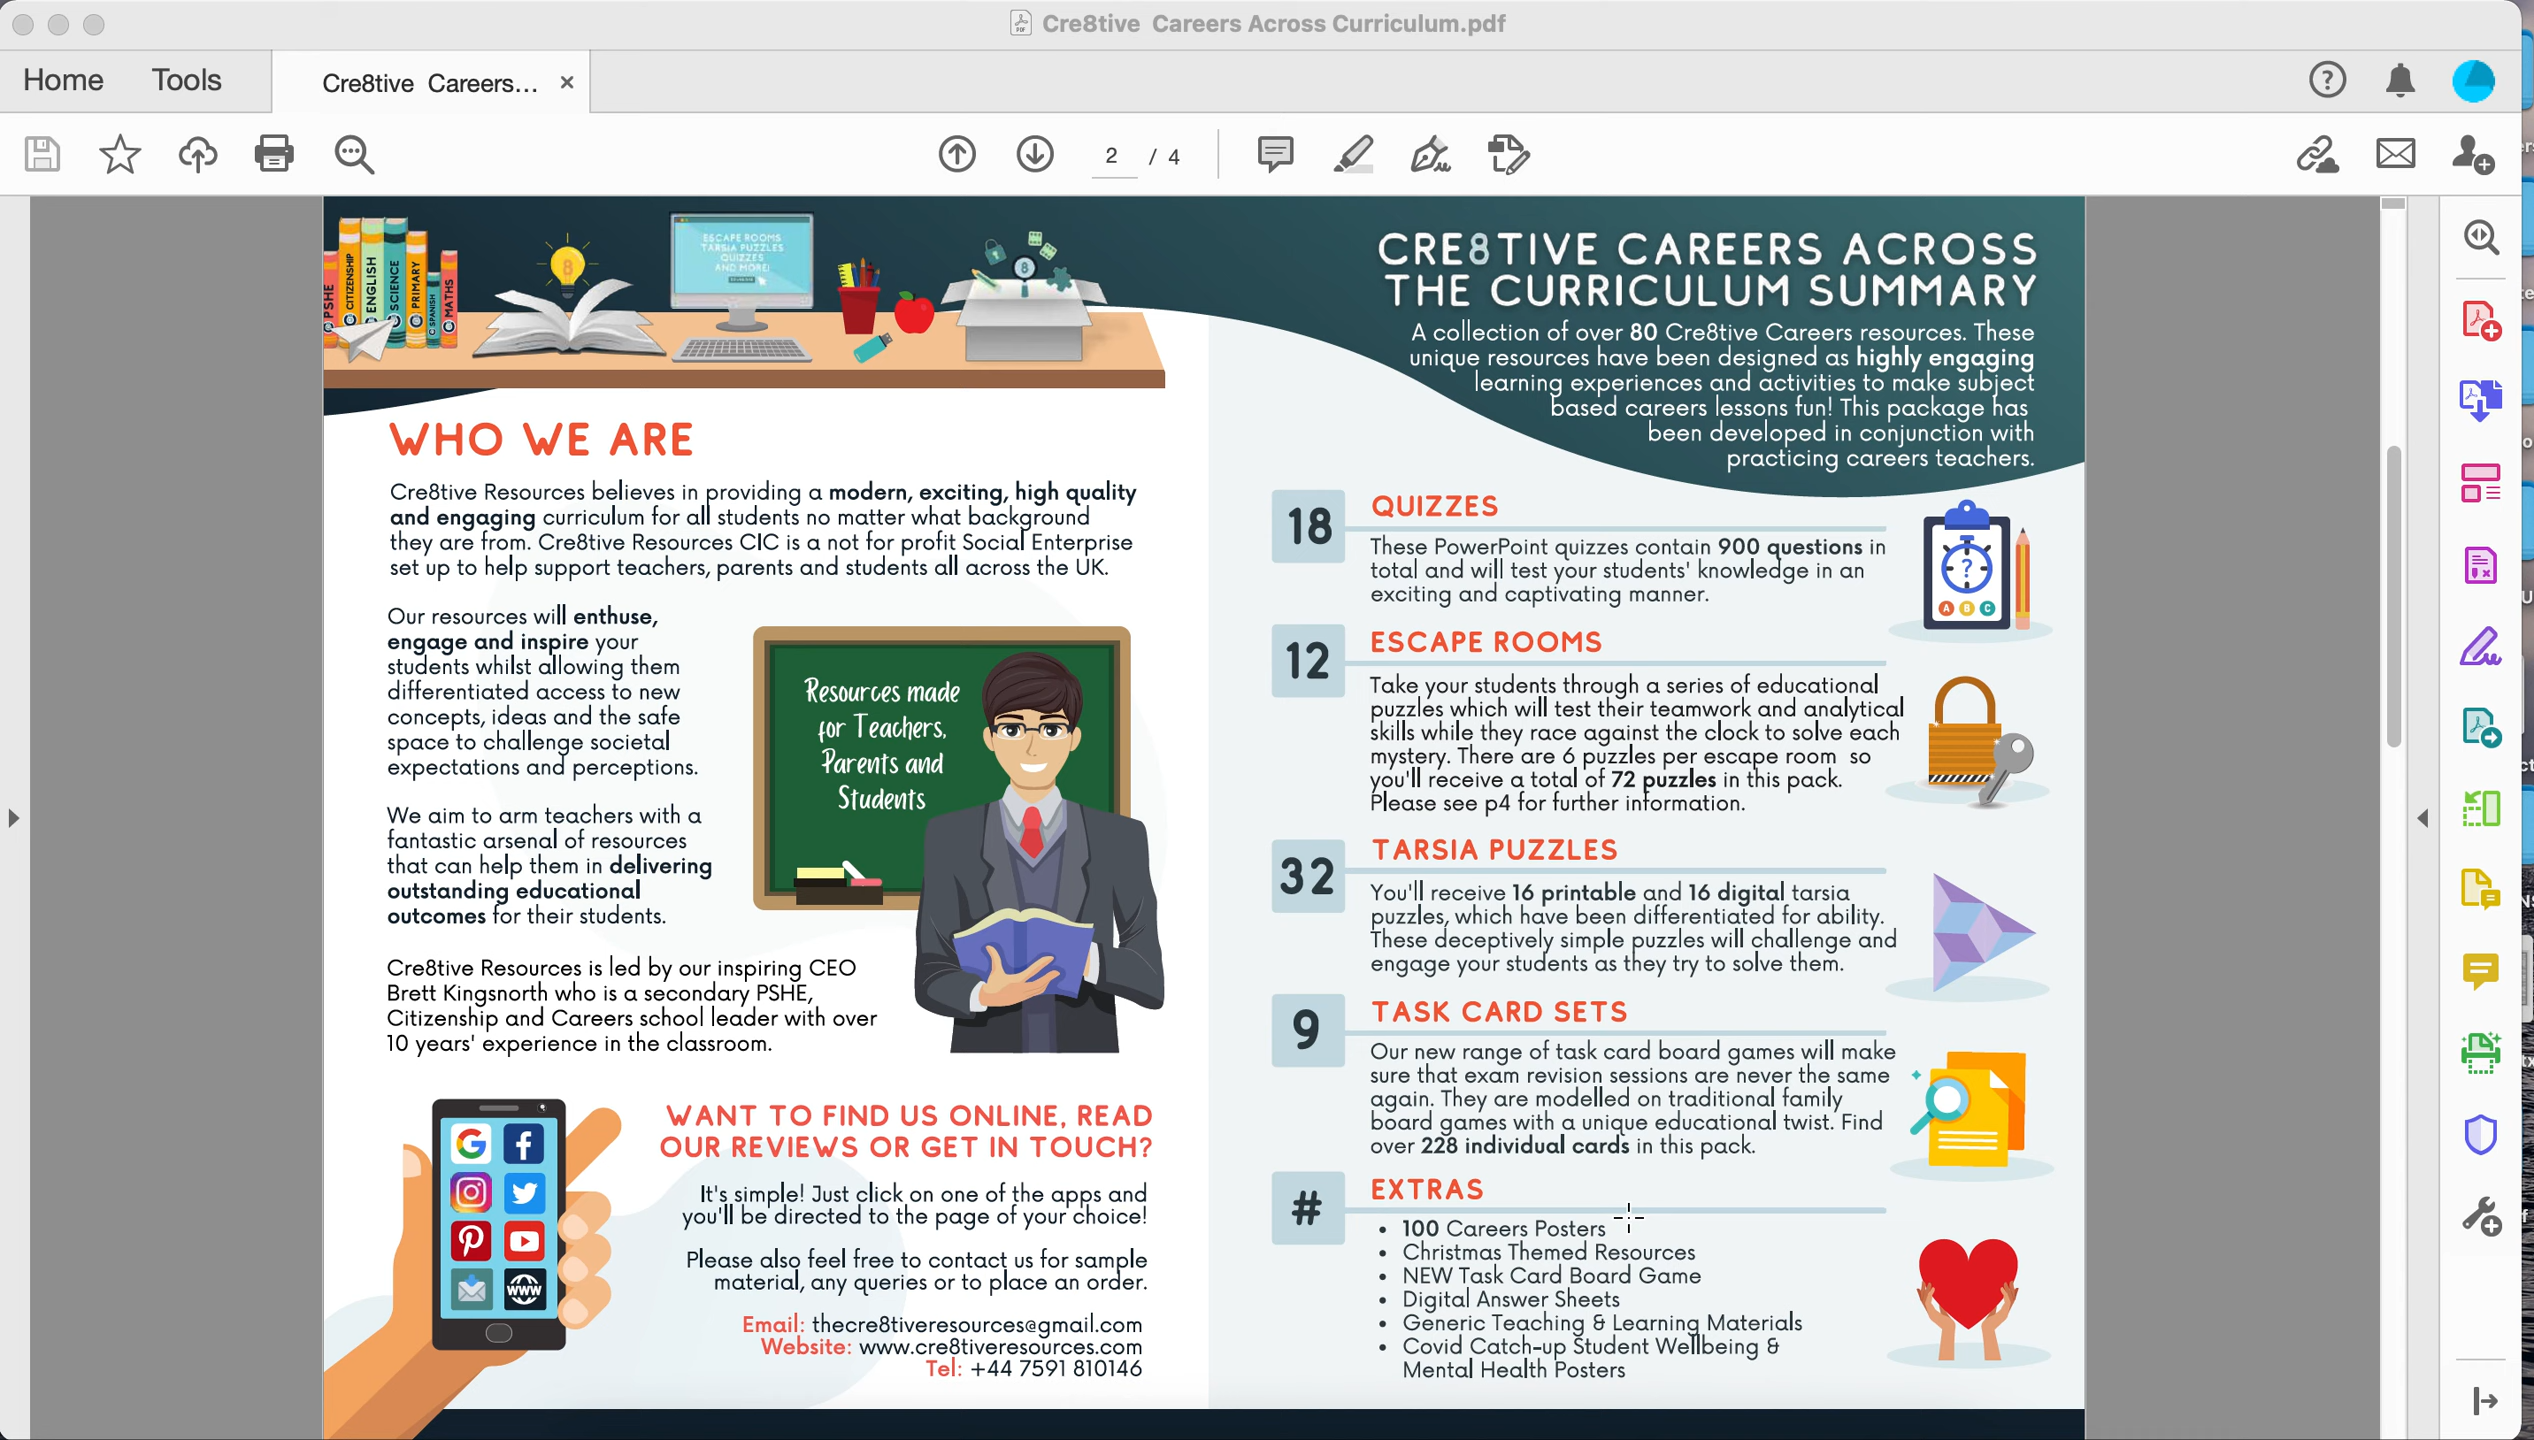 Cre8tive Careers Across Curriculum.pdf
Home
Tools
Cre8tive Careers...
2 / 4
PSHE
CITIZENSHIP
ENGLISH
SCIENCE
PRIMARY
SPANISH
MATHS
8
ESCAPE ROOMS
TARSIA PUZZLES
QUIZZES
AND MORE!
8
WHO WE ARE
Cre8tive Resources believes in providing a modern, exciting, high quality
and engaging curriculum for all students no matter what background
they are from. Cre8tive Resources CIC is a not for profit Social Enterprise
set up to help support teachers, parents and students all across the UK.
Our resources will enthuse,
engage and inspire your
students whilst allowing them
differentiated access to new
concepts, ideas and the safe
space to challenge societal
expectations and perceptions.
We aim to arm teachers with a
fantastic arsenal of resources
that can help them in delivering
outstanding educational
outcomes for their students.
Resources made
for Teachers,
Parents and
Students
Cre8tive Resources is led by our inspiring CEO
Brett Kingsnorth who is a secondary PSHE,
Citizenship and Careers school leader with over
10 years' experience in the classroom.
WANT TO FIND US ONLINE, READ
OUR REVIEWS OR GET IN TOUCH?
It's simple! Just click on one of the apps and
you'll be directed to the page of your choice!
Please also feel free to contact us for sample
material, any queries or to place an order.
Email: thecre8tiveresources@gmail.com
Website: www.cre8tiveresources.com
Tel: +44 7591 810146
www
CRE8TIVE CAREERS ACROSS
THE CURRICULUM SUMMARY
A collection of over 80 Cre8tive Careers resources. These
unique resources have been designed as highly engaging
learning experiences and activities to make subject
based careers lessons fun! This package has
been developed in conjunction with
practicing careers teachers.
18
QUIZZES
These PowerPoint quizzes contain 900 questions in
total and will test your students' knowledge in an
exciting and captivating manner.
?
A B C
12
ESCAPE ROOMS
Take your students through a series of educational
puzzles which will test their teamwork and analytical
skills while they race against the clock to solve each
mystery. There are 6 puzzles per escape room so
you'll receive a total of 72 puzzles in this pack.
Please see p4 for further information.
32
TARSIA PUZZLES
You'll receive 16 printable and 16 digital tarsia
puzzles, which have been differentiated for ability.
These deceptively simple puzzles will challenge and
engage your students as they try to solve them.
9
TASK CARD SETS
Our new range of task card board games will make
sure that exam revision sessions are never the same
again. They are modelled on traditional family
board games with a unique educational twist. Find
over 228 individual cards in this pack.
#
EXTRAS
• 100 Careers Posters
• Christmas Themed Resources
• NEW Task Card Board Game
• Digital Answer Sheets
• Generic Teaching & Learning Materials
• Covid Catch-up Student Wellbeing &
Mental Health Posters